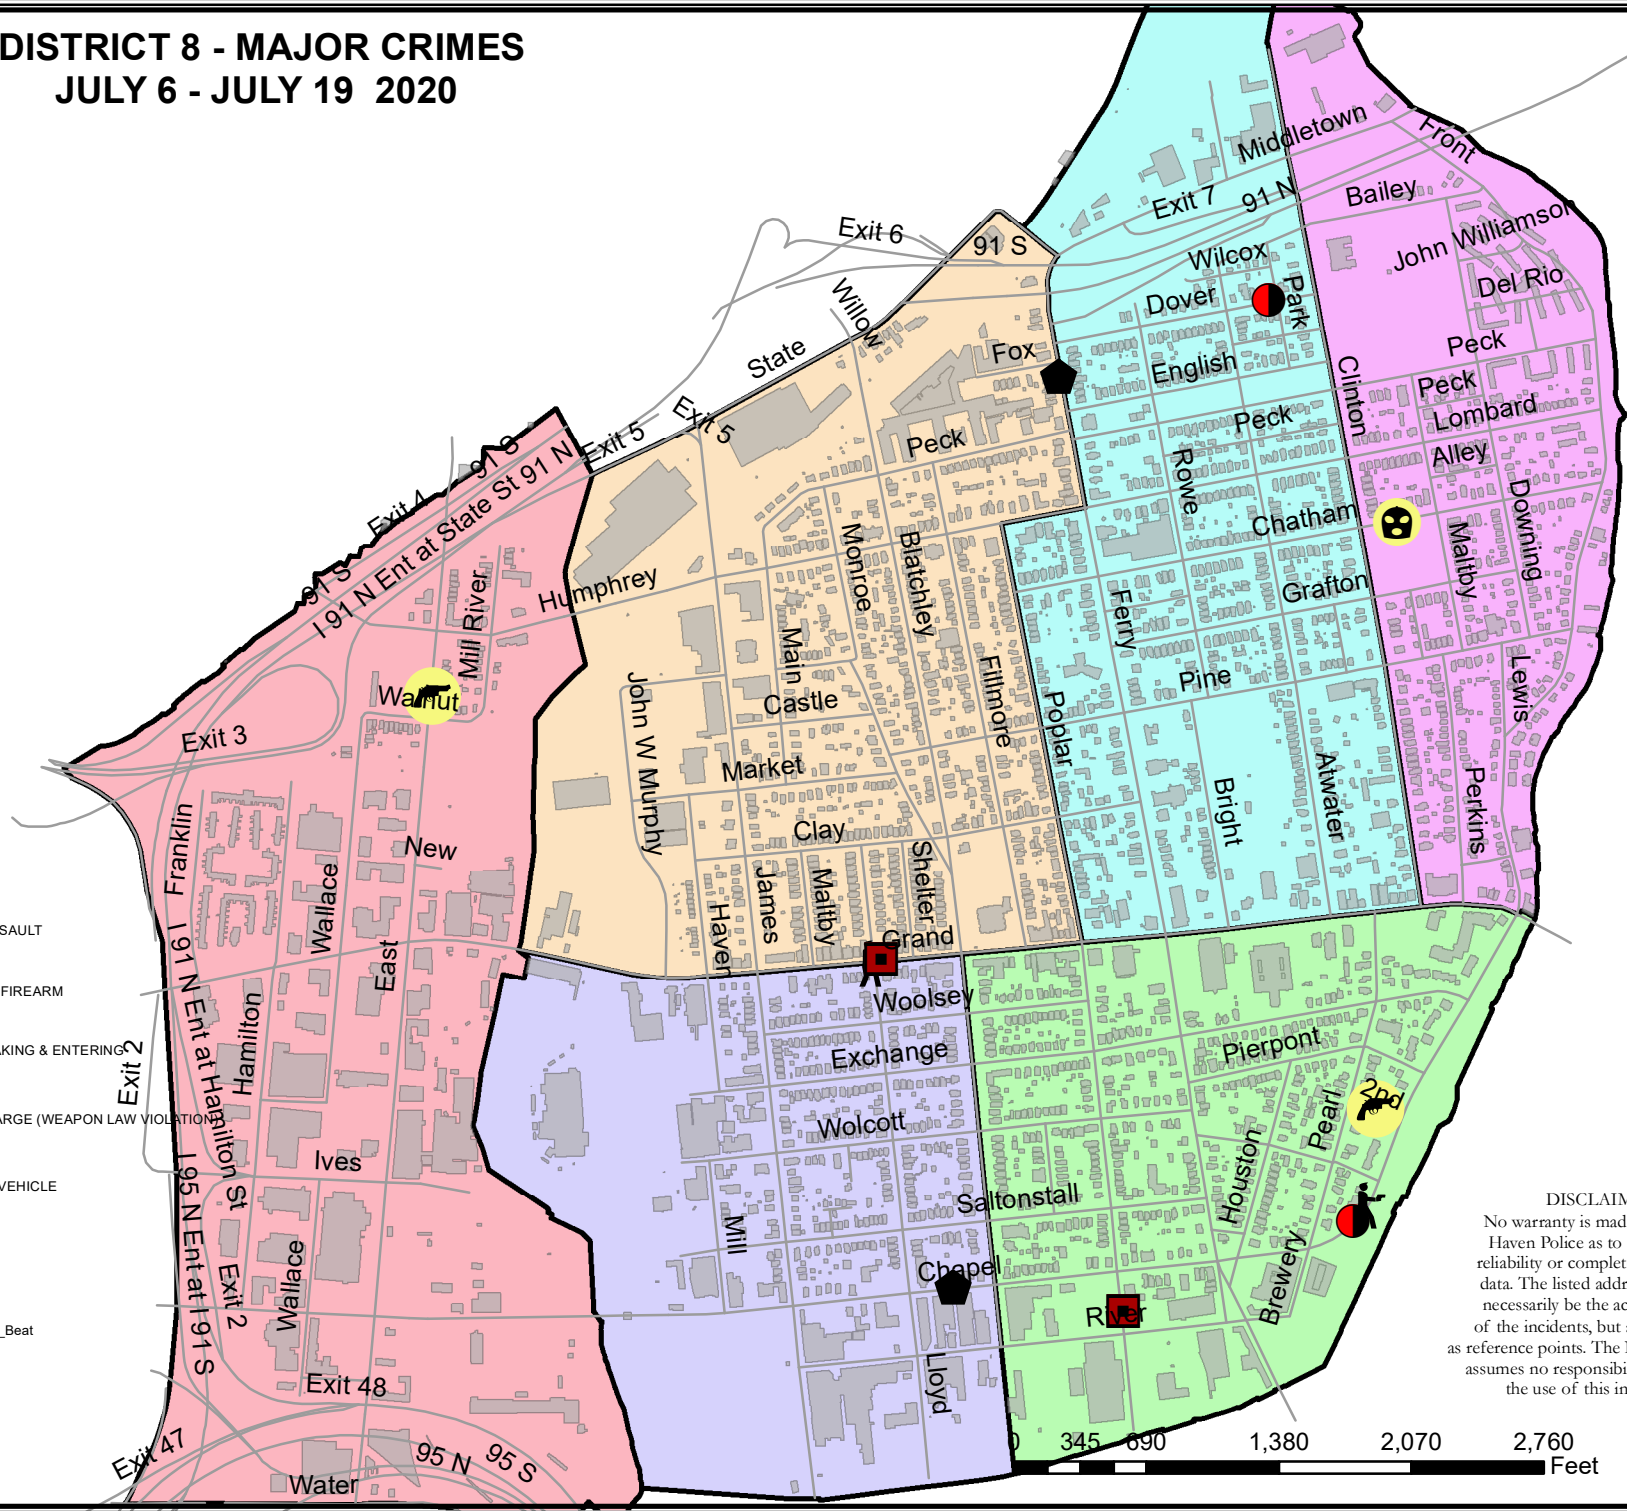 DISTRICT 8 - MAJOR CRIMES
JULY 6 - JULY 19  2020
Middletown
Front
Exit 7
91 N
Bailey
Exit 6
91 S
Wilcox
John Williamson
Del Rio
Willow
Dover
Park
State
Fox
English
Peck
Clinton
Peck
Exit 5
Exit 5
Peck
Peck
Lombard
Alley
91 S
I 91 N Ent at State St
91 N
Exit 4
Rowe
Chatham
Downing
Maltby
91 S
Humphrey
Monroe
Blatchley
Grafton
Mill River
Ferry
Main
Fillmore
Pine
Lewis
Walnut
Castle
John W Murphy
Poplar
Exit 3
Market
Atwater
Bright
Perkins
Franklin
New
Clay
Wallace
Shelter
James
Maltby
Haven
SAULT
East
Grand
FIREARM
I 91 N Ent at Hamilton St
Hamilton
Woolsey
AKING & ENTERING
Exit 2
Exchange
Pierpont
2nd
ARGE (WEAPON LAW VIOLATION)
Wolcott
Pearl
Houston
Ives
VEHICLE
I 95 N Ent at I 91 S
Saltonstall
Mill
Exit 2
Wallace
Chapel
Brewery
River
_Beat
Lloyd
Exit 48
Exit 47
95 N
95 S
Water
DISCLAIM
No warranty is mad
Haven Police as to
reliability or complet
data. The listed addr
necessarily be the ac
of the incidents, but
as reference points. The
assumes no responsibi
the use of this in
0 345 690 1,380 2,070 2,760
Feet